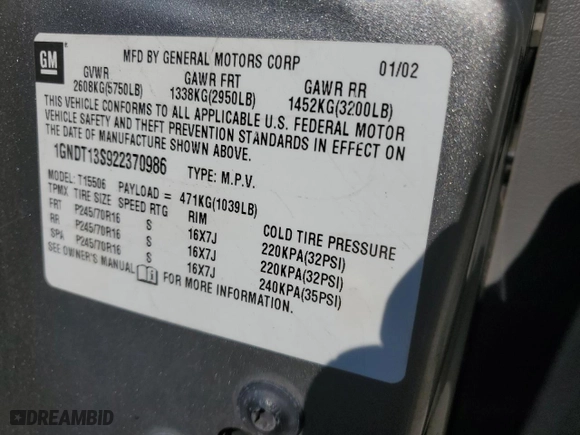 GM
MFD BY GENERAL MOTORS CORP 01/02
GVWR GAWR FRT GAWR RR
2608KG(5750LB) 1338KG(2950LB) 1452KG(3200LB)
THIS VEHICLE CONFORMS TO ALL APPLICABLE U.S. FEDERAL MOTOR
VEHICLE SAFETY AND THEFT PREVENTION STANDARDS IN EFFECT ON
THE DATE OF MANUFACTURE SHOWN ABOVE.
1GNDT13S922370986 TYPE: M.P.V.
MODEL: T15506 PAYLOAD = 471KG(1039LB)
TPMX TIRE SIZE SPEED RTG RIM COLD TIRE PRESSURE
FRT P245/70R16 S 16X7J 220KPA(32PSI)
RR P245/70R16 S 16X7J 220KPA(32PSI)
SPA P245/70R16 S 16X7J 240KPA(35PSI)
SEE OWNER'S MANUAL FOR MORE INFORMATION.
DREAMBID